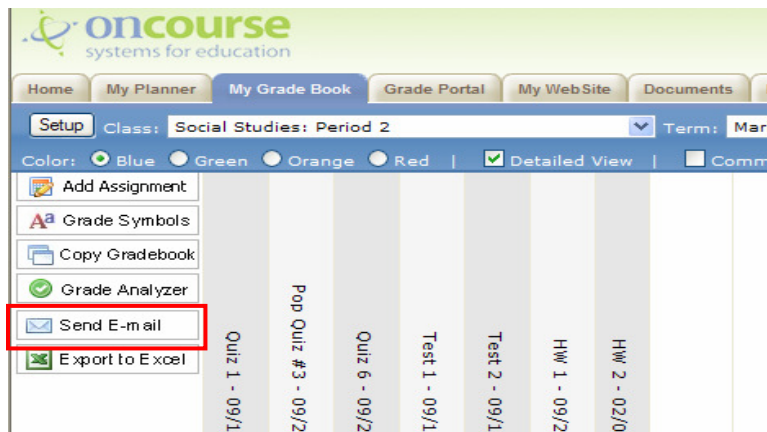 oncourse
systems for education
Home My Planner My Grade Book Grade Portal My WebSite Documents
Setup Class: Social Studies: Period 2 Term: Mar
Color: Blue Green Orange Red | Detailed View | Comm
Add Assignment
Aa Grade Symbols
Copy Gradebook
Grade Analyzer
Send E-mail
Export to Excel
Quiz 1 - 09/1
Pop Quiz #3 - 09/2
Quiz 6 - 09/2
Test 1 - 09/1
Test 2 - 09/1
HW 1 - 09/2
HW 2 - 02/0